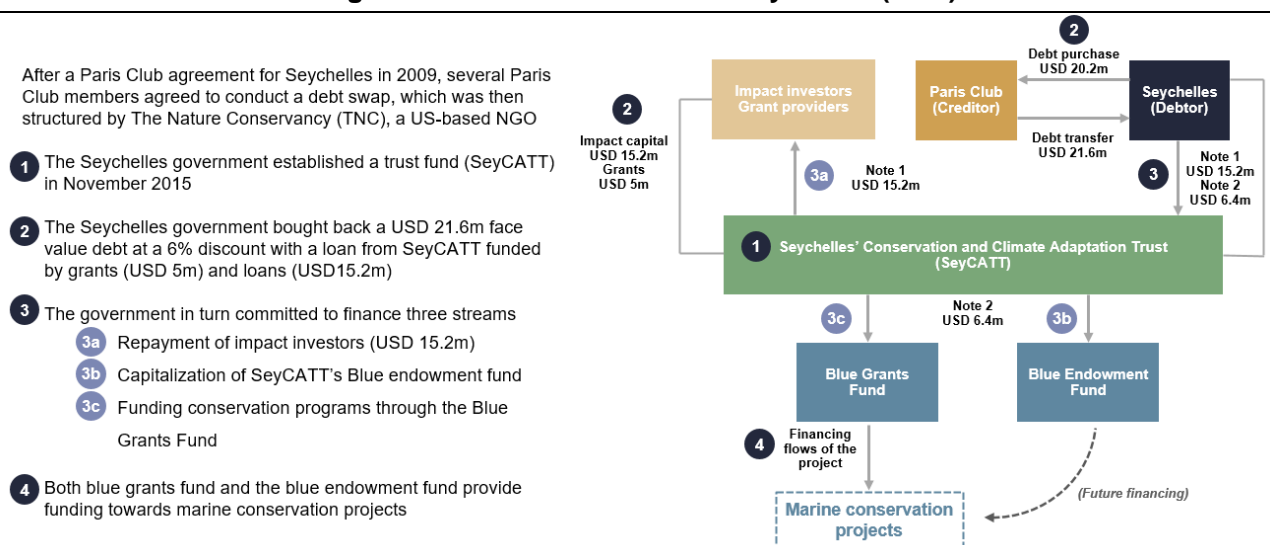 After a Paris Club agreement for Seychelles in 2009, several Paris
Club members agreed to conduct a debt swap, which was then
structured by The Nature Conservancy (TNC), a US-based NGO
1 The Seychelles government established a trust fund (SeyCATT)
in November 2015
2 The Seychelles government bought back a USD 21.6m face
value debt at a 6% discount with a loan from SeyCATT funded
by grants (USD 5m) and loans (USD15.2m)
3 The government in turn committed to finance three streams
3a Repayment of impact investors (USD 15.2m)
3b Capitalization of SeyCATT's Blue endowment fund
3c Funding conservation programs through the Blue
Grants Fund
4 Both blue grants fund and the blue endowment fund provide
funding towards marine conservation projects
2
Debt purchase
USD 20.2m
Impact investors
Grant providers
Paris Club
(Creditor)
Seychelles
(Debtor)
2
Impact capital
USD 15.2m
Grants
USD 5m
Debt transfer
USD 21.6m
3a
Note 1
USD 15.2m
3
Note 1
USD 15.2m
Note 2
USD 6.4m
1
Seychelles' Conservation and Climate Adaptation Trust
(SeyCATT)
3c
Note 2
USD 6.4m
3b
Blue Grants
Fund
Blue Endowment
Fund
4
Financing
flows of the
project
(Future financing)
Marine conservation
projects